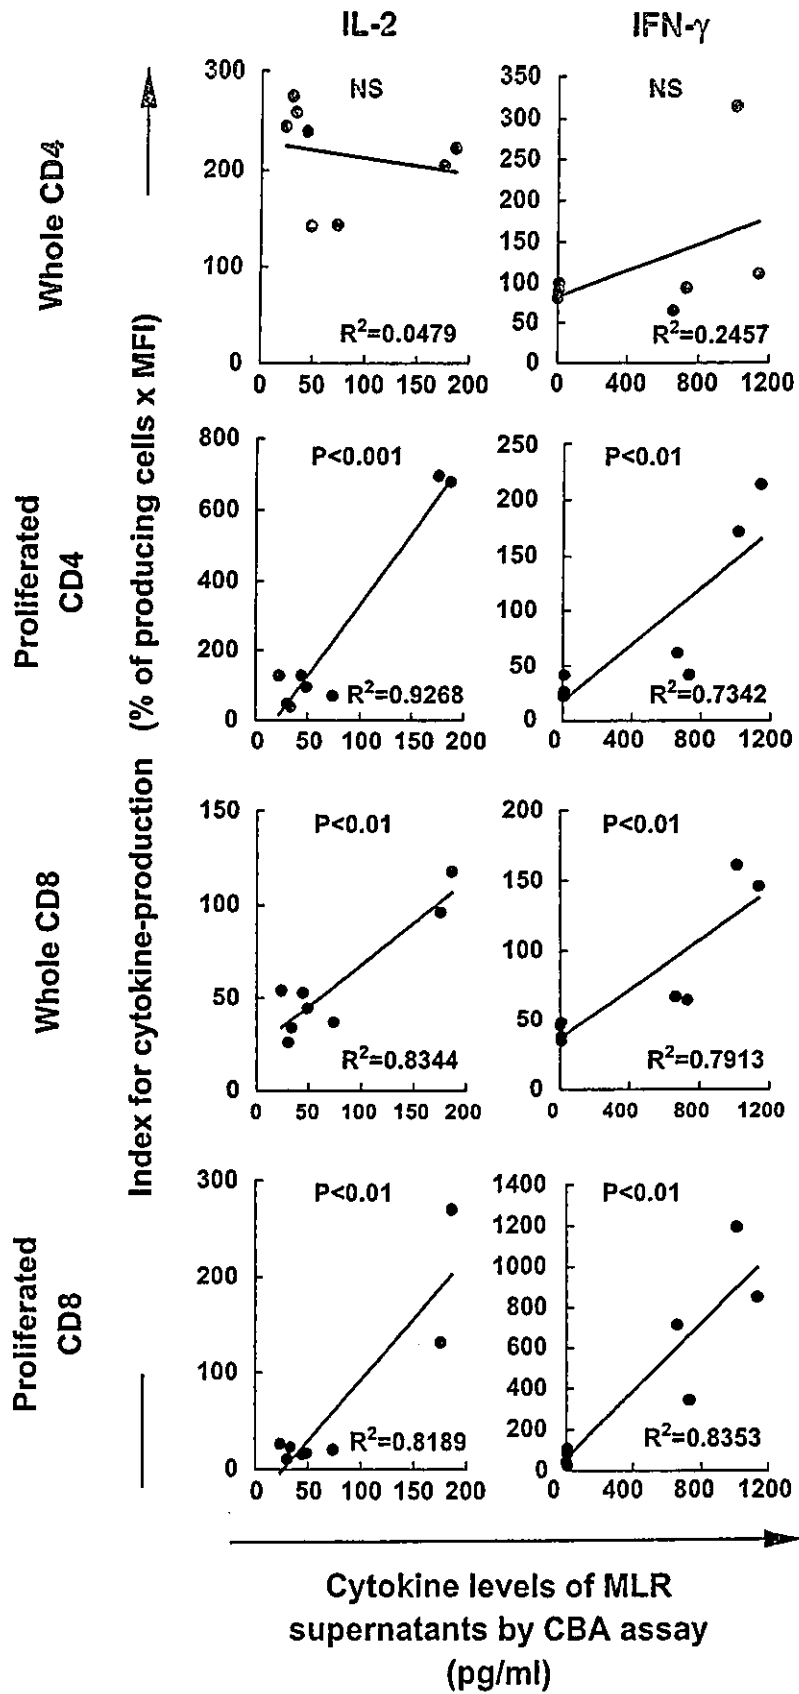 IL-2
IFN-γ
Whole CD4
300
200
100
0
NS
R²=0.0479
0 50 100 150 200
350
300
250
200
150
100
50
0
NS
R²=0.2457
0 400 800 1200
Proliferated
CD4
800
600
400
200
0
P<0.001
R²=0.9268
0 50 100 150 200
250
200
150
100
50
0
P<0.01
R²=0.7342
0 400 800 1200
Whole CD8
150
100
50
0
P<0.01
R²=0.8344
0 50 100 150 200
200
150
100
50
0
P<0.01
R²=0.7913
0 400 800 1200
Proliferated
CD8
300
200
100
0
P<0.01
R²=0.8189
0 50 100 150 200
1400
1200
1000
800
600
400
200
0
P<0.01
R²=0.8353
0 400 800 1200
Index for cytokine-production (% of producing cells x MFI)
Cytokine levels of MLR
supernatants by CBA assay
(pg/ml)